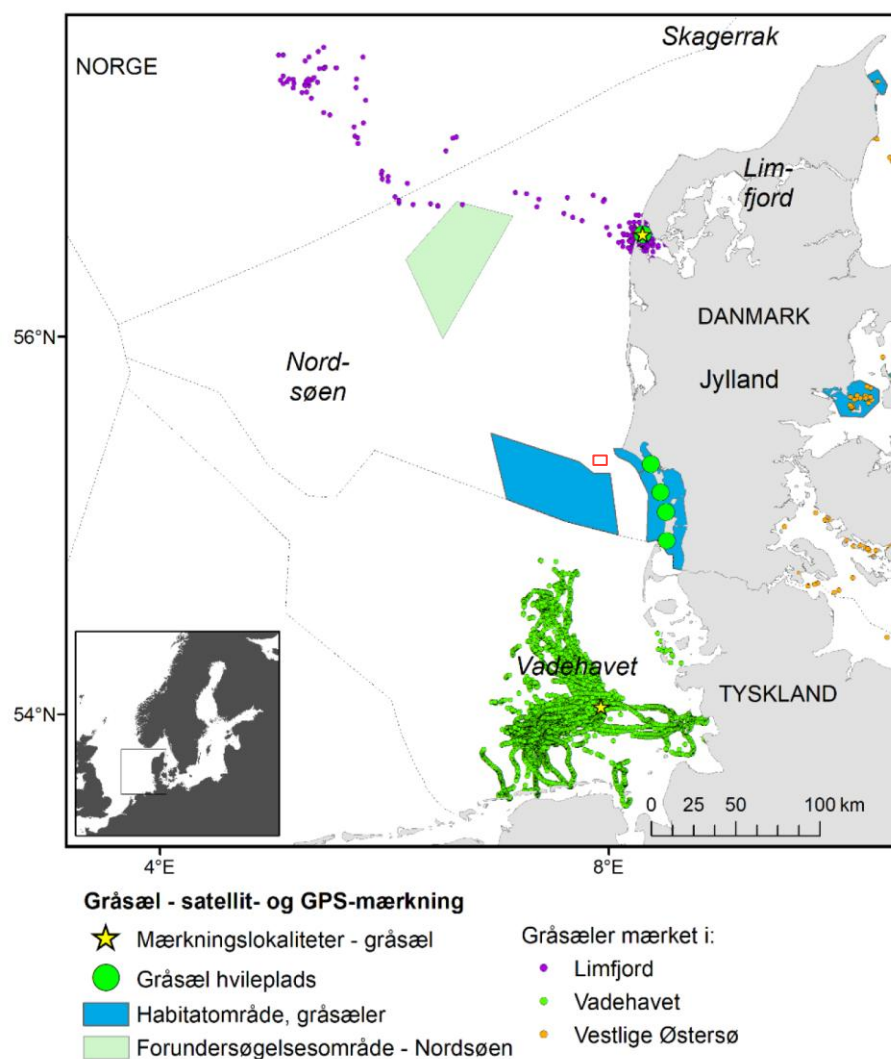 Skagerrak
NORGE
Lim-
fjord
DANMARK
56°N
Nord-
søen
Jylland
Vadehavet
TYSKLAND
54°N
0 25 50 100 km
4°E 8°E
Gråsæl - satellit- og GPS-mærkning
Mærkningslokaliteter - gråsæl
Gråsæl hvileplads
Habitatområde, gråsæler
Forundersøgelsesområde - Nordsøen
Gråsæler mærket i:
Limfjord
Vadehavet
Vestlige Østersø